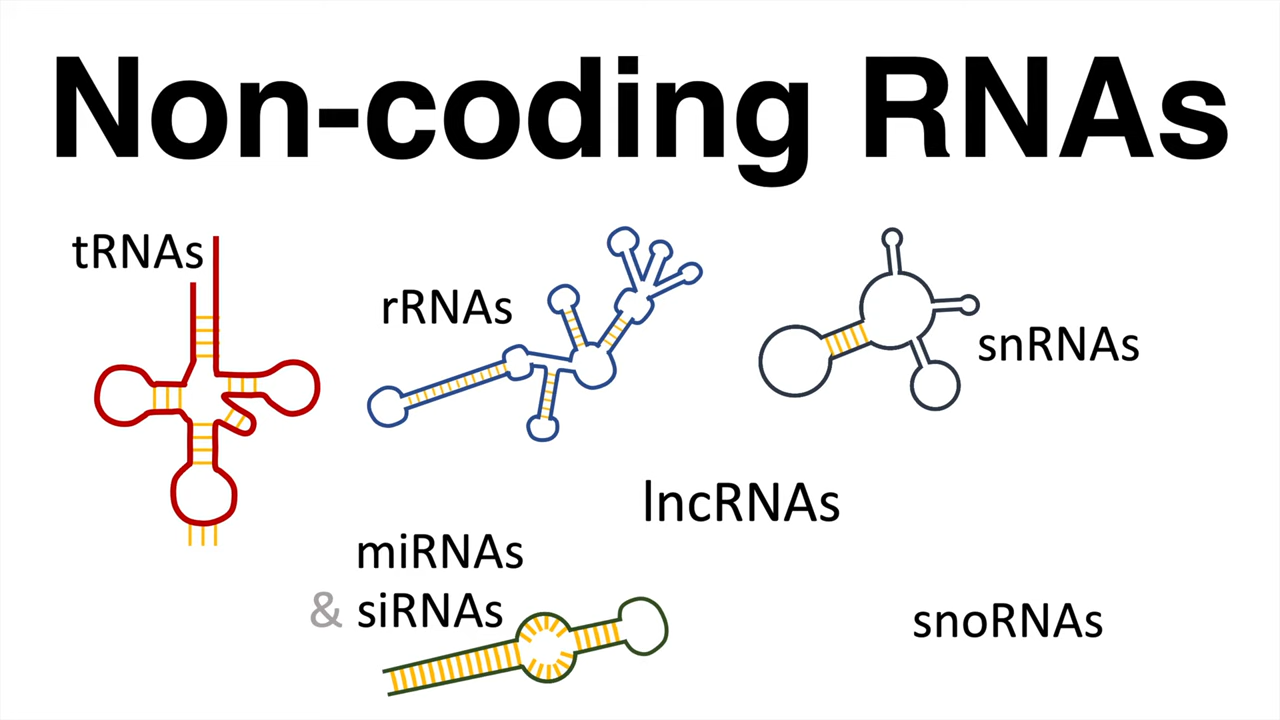 Non-coding RNAs
tRNAs
rRNAs
snRNAs
lncRNAs
miRNAs
& siRNAs
snoRNAs